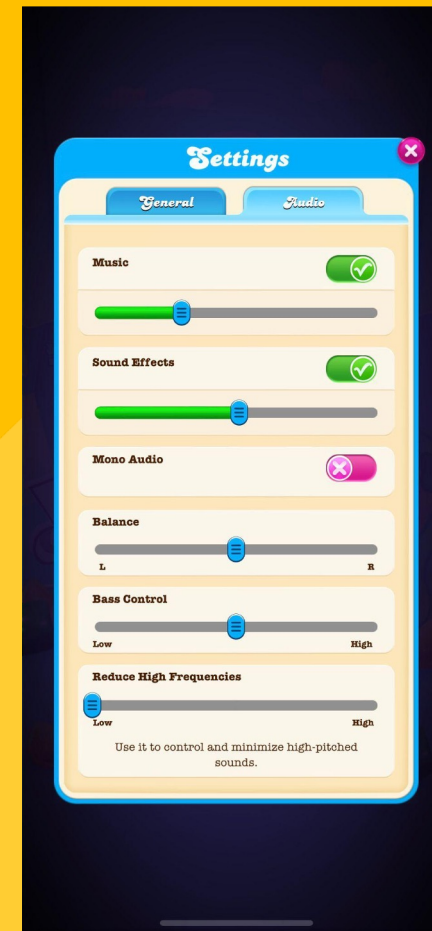 Settings
General
Audio
Music
Sound Effects
Mono Audio
Balance
L R
Bass Control
Low High
Reduce High Frequencies
Low High
Use it to control and minimize high-pitched
sounds.